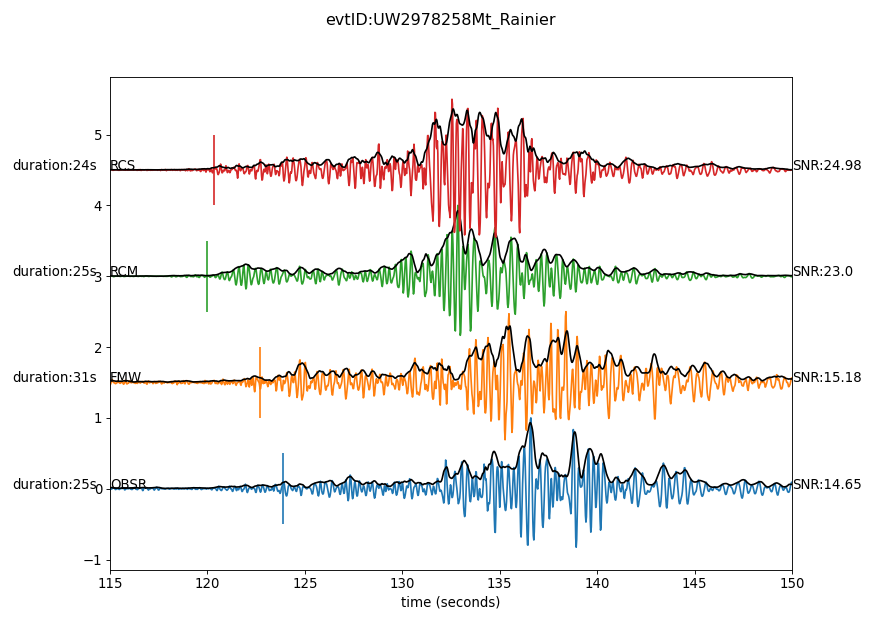 evtID:UW2978258Mt_Rainier
5
duration:24s RCS SNR:24.98
4
duration:25s 3 RCM SNR:23.0
2
duration:31s FMW SNR:15.18
1
duration:25s 0 OBSR SNR:14.65
−1
115 120 125 130 135 140 145 150
time (seconds)